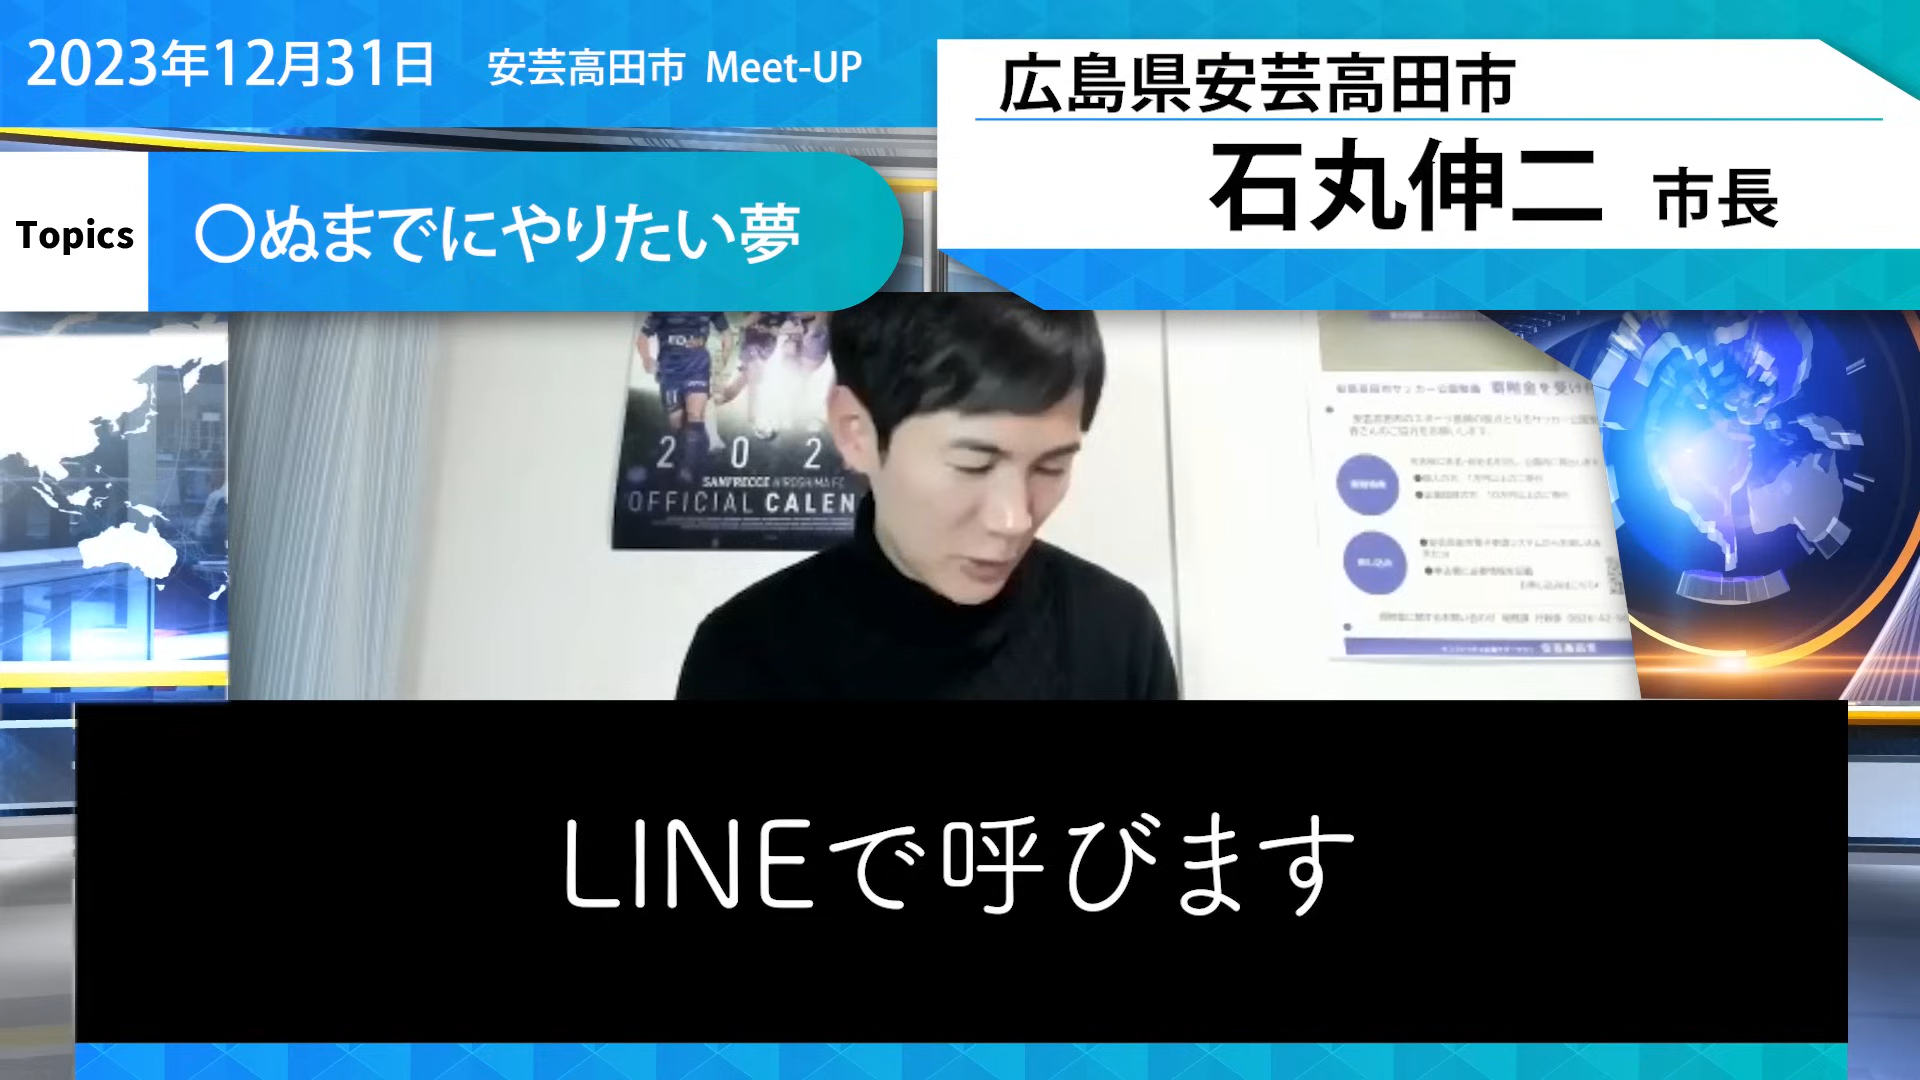 2023年12月31日 安芸高田市 Meet-UP
広島県安芸高田市
石丸伸二 市長
Topics
〇ぬまでにやりたい夢
2 0 2
SANFRECCE HIROSHIMA FC
OFFICIAL CALEN
LINEで呼びます